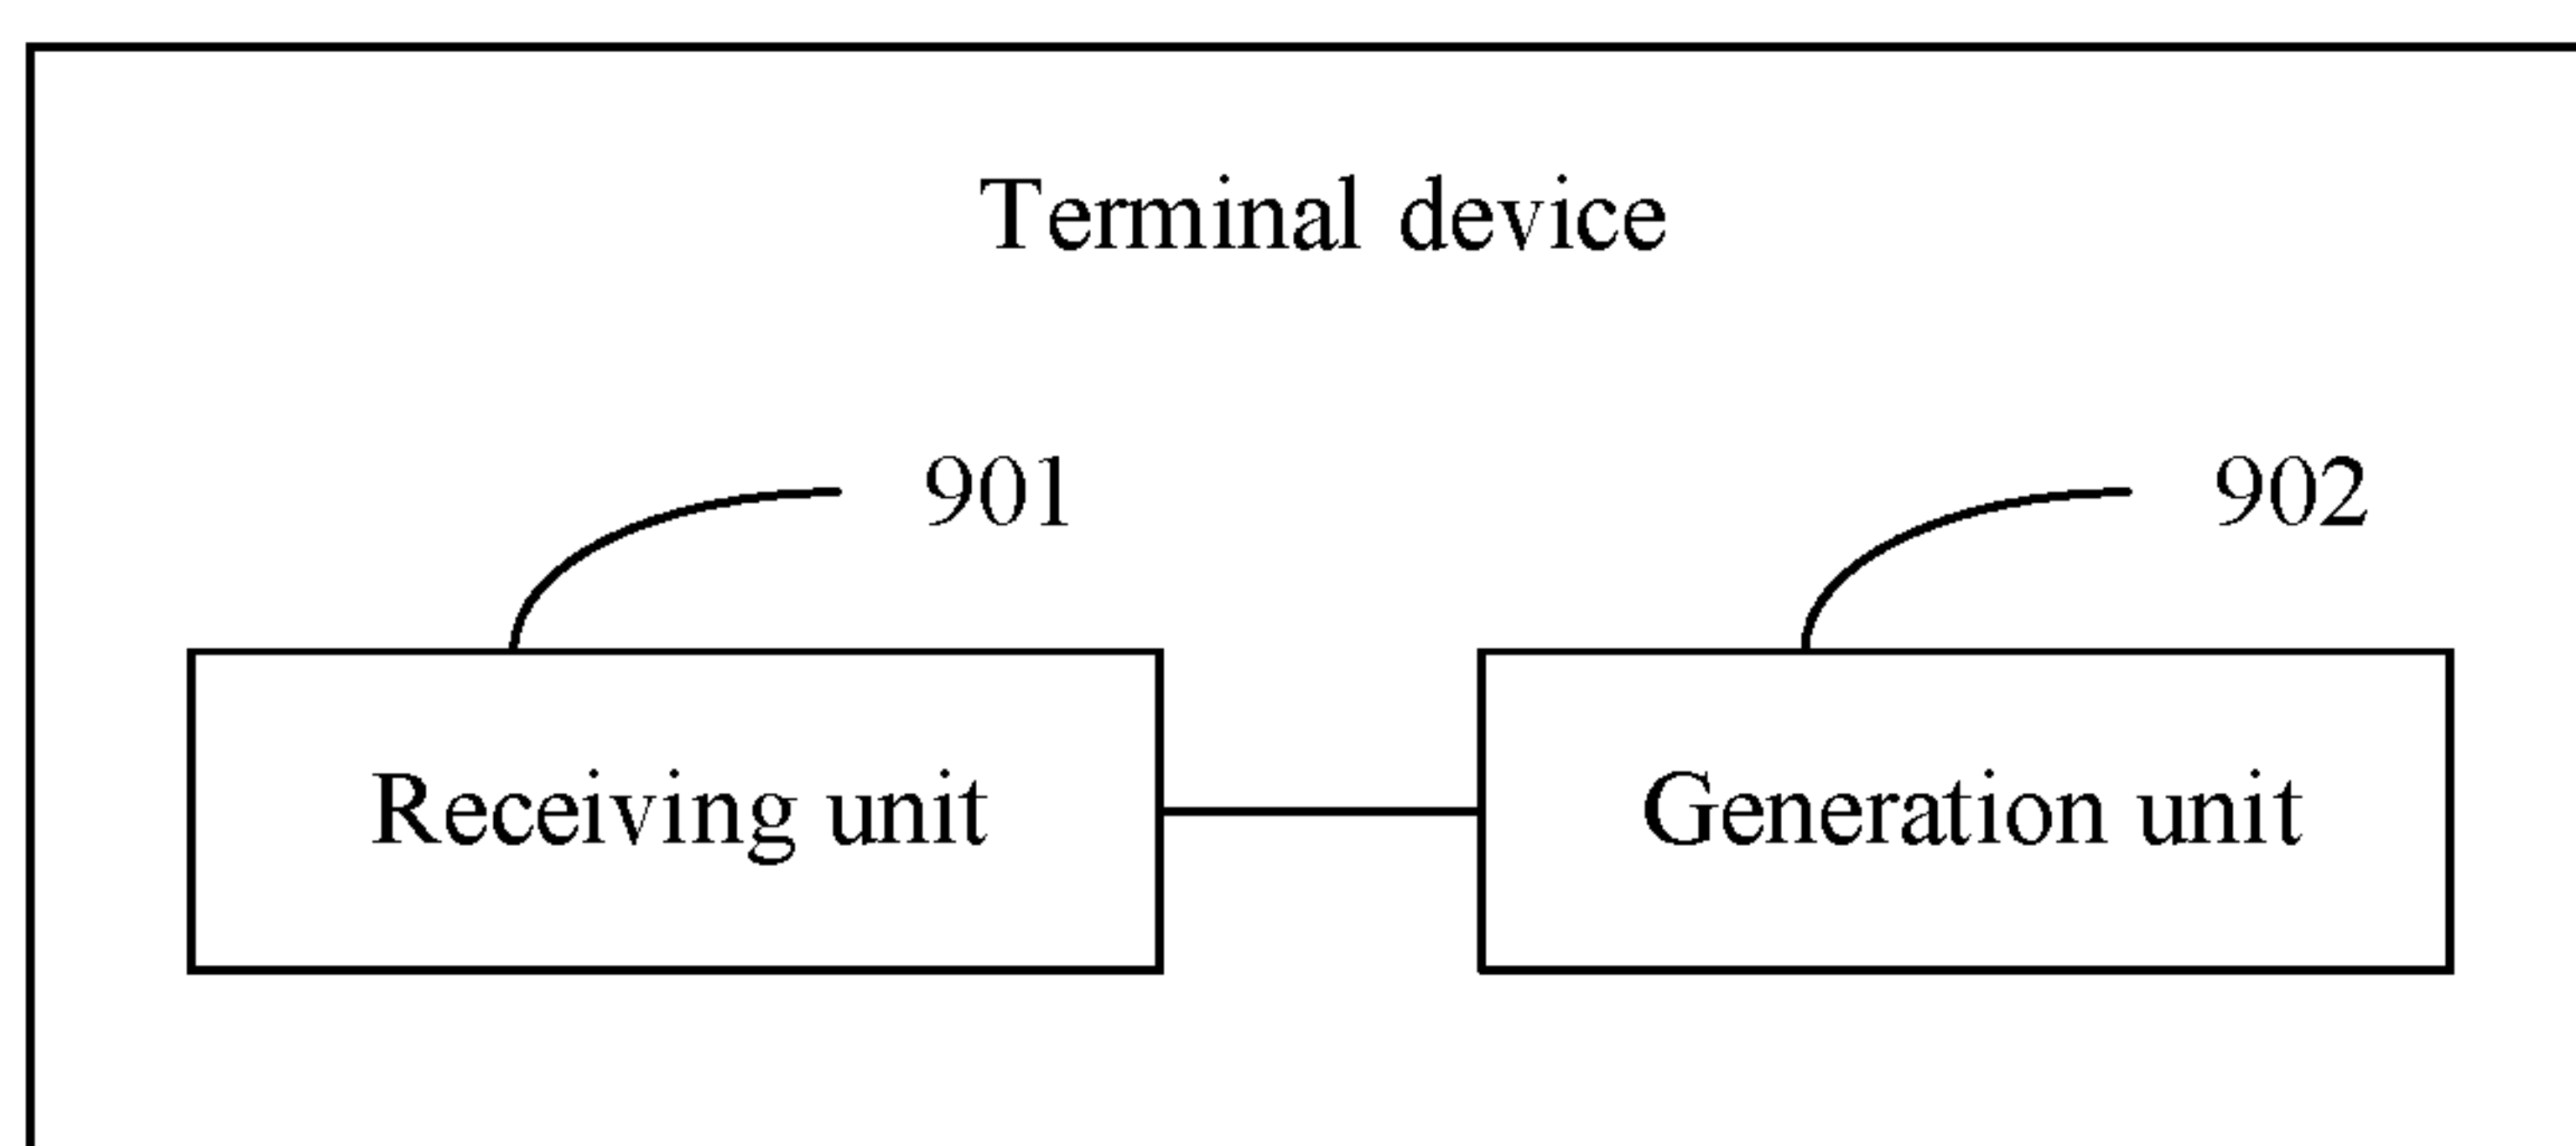 Terminal device
901
902
Receiving unit
Generation unit